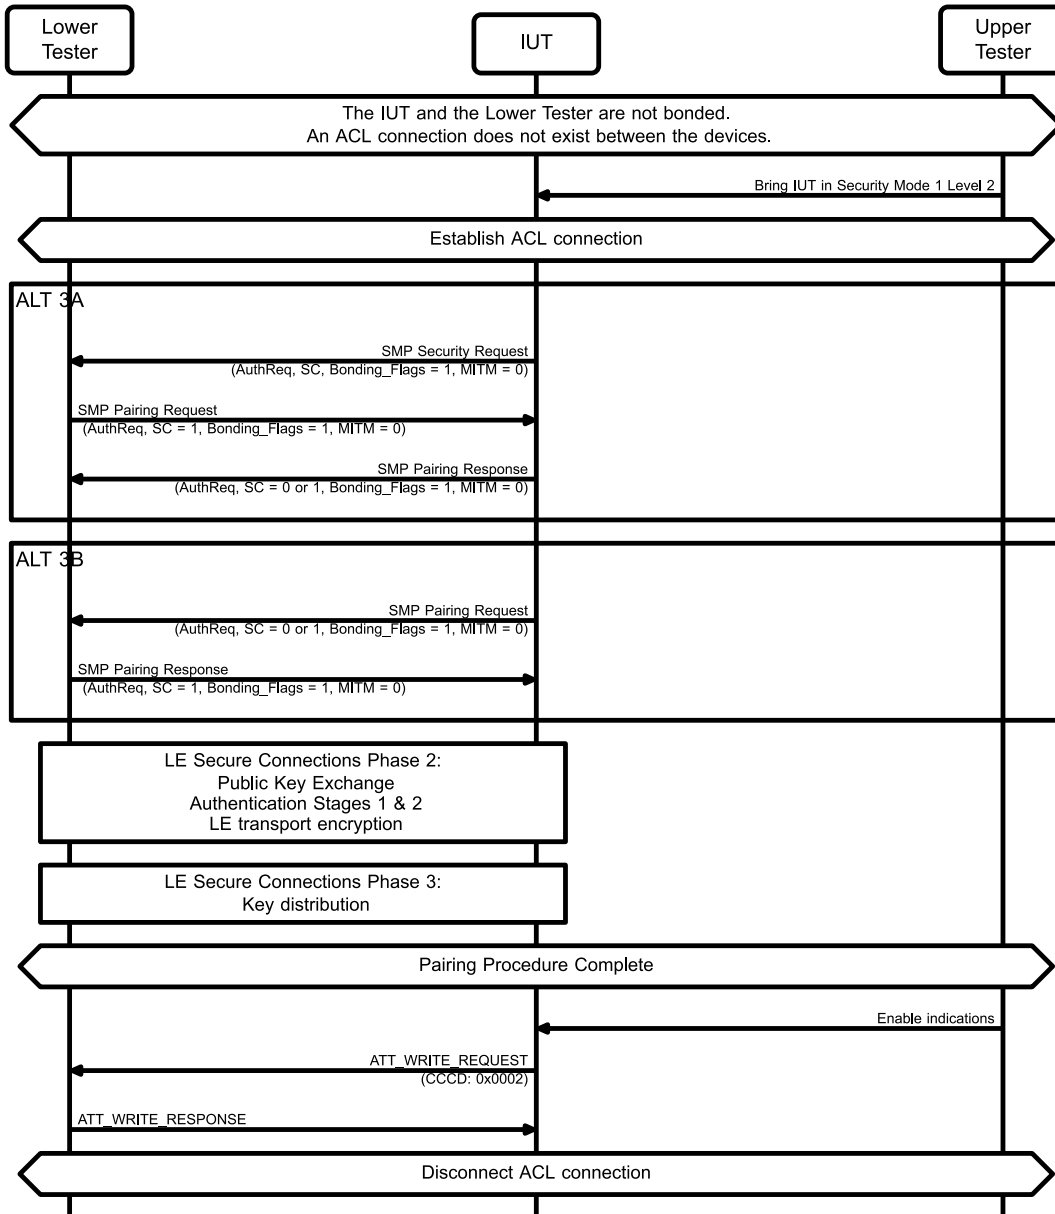 Lower
Tester
IUT
Upper
Tester
The IUT and the Lower Tester are not bonded.
An ACL connection does not exist between the devices.
Bring IUT in Security Mode 1 Level 2
Establish ACL connection
ALT 3A
SMP Security Request
(AuthReq, SC, Bonding_Flags = 1, MITM = 0)
SMP Pairing Request
(AuthReq, SC = 1, Bonding_Flags = 1, MITM = 0)
SMP Pairing Response
(AuthReq, SC = 0 or 1, Bonding_Flags = 1, MITM = 0)
ALT 3B
SMP Pairing Request
(AuthReq, SC = 0 or 1, Bonding_Flags = 1, MITM = 0)
SMP Pairing Response
(AuthReq, SC = 1, Bonding_Flags = 1, MITM = 0)
LE Secure Connections Phase 2:
Public Key Exchange
Authentication Stages 1 & 2
LE transport encryption
LE Secure Connections Phase 3:
Key distribution
Pairing Procedure Complete
Enable indications
ATT_WRITE_REQUEST
(CCCD: 0x0002)
ATT_WRITE_RESPONSE
Disconnect ACL connection